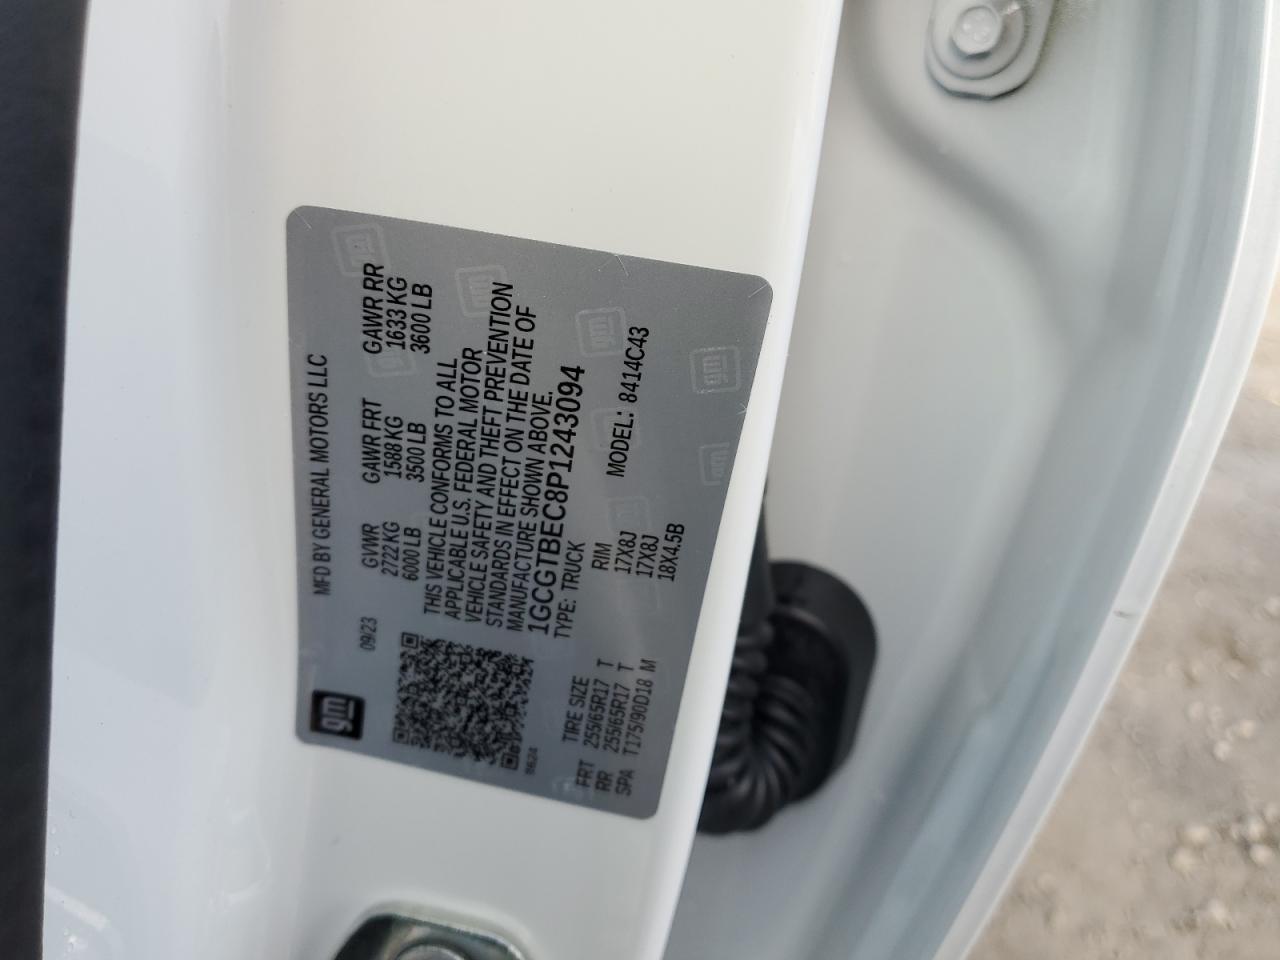 gm
MFD BY GENERAL MOTORS LLC
09/23
GVWR GAWR FRT GAWR RR
2722 KG 1588 KG 1633 KG
6000 LB 3500 LB 3600 LB
THIS VEHICLE CONFORMS TO ALL
APPLICABLE U.S. FEDERAL MOTOR
VEHICLE SAFETY AND THEFT PREVENTION
STANDARDS IN EFFECT ON THE DATE OF
MANUFACTURE SHOWN ABOVE.
1GCGTBEC8P1243094
TYPE: TRUCK
MODEL: 8414C43
TIRE SIZE RIM
FRT 255/65R17 T 17X8J
RR 255/65R17 T 17X8J
SPA T175/90D18 M 18X4.5B